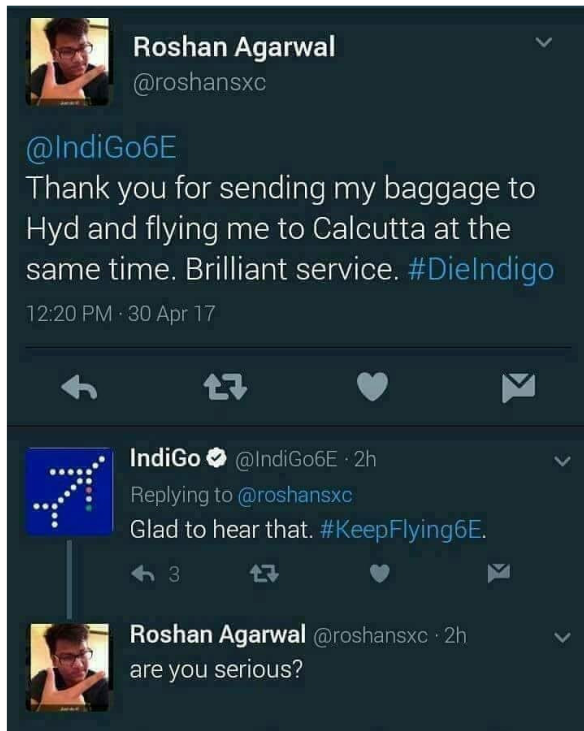 Roshan Agarwal
@roshansxc
@IndiGo6E
Thank you for sending my baggage to
Hyd and flying me to Calcutta at the
same time. Brilliant service. #DieIndigo
12:20 PM · 30 Apr 17
IndiGo @IndiGo6E · 2h
Replying to @roshansxc
Glad to hear that. #KeepFlying6E.
3
Roshan Agarwal @roshansxc · 2h
are you serious?